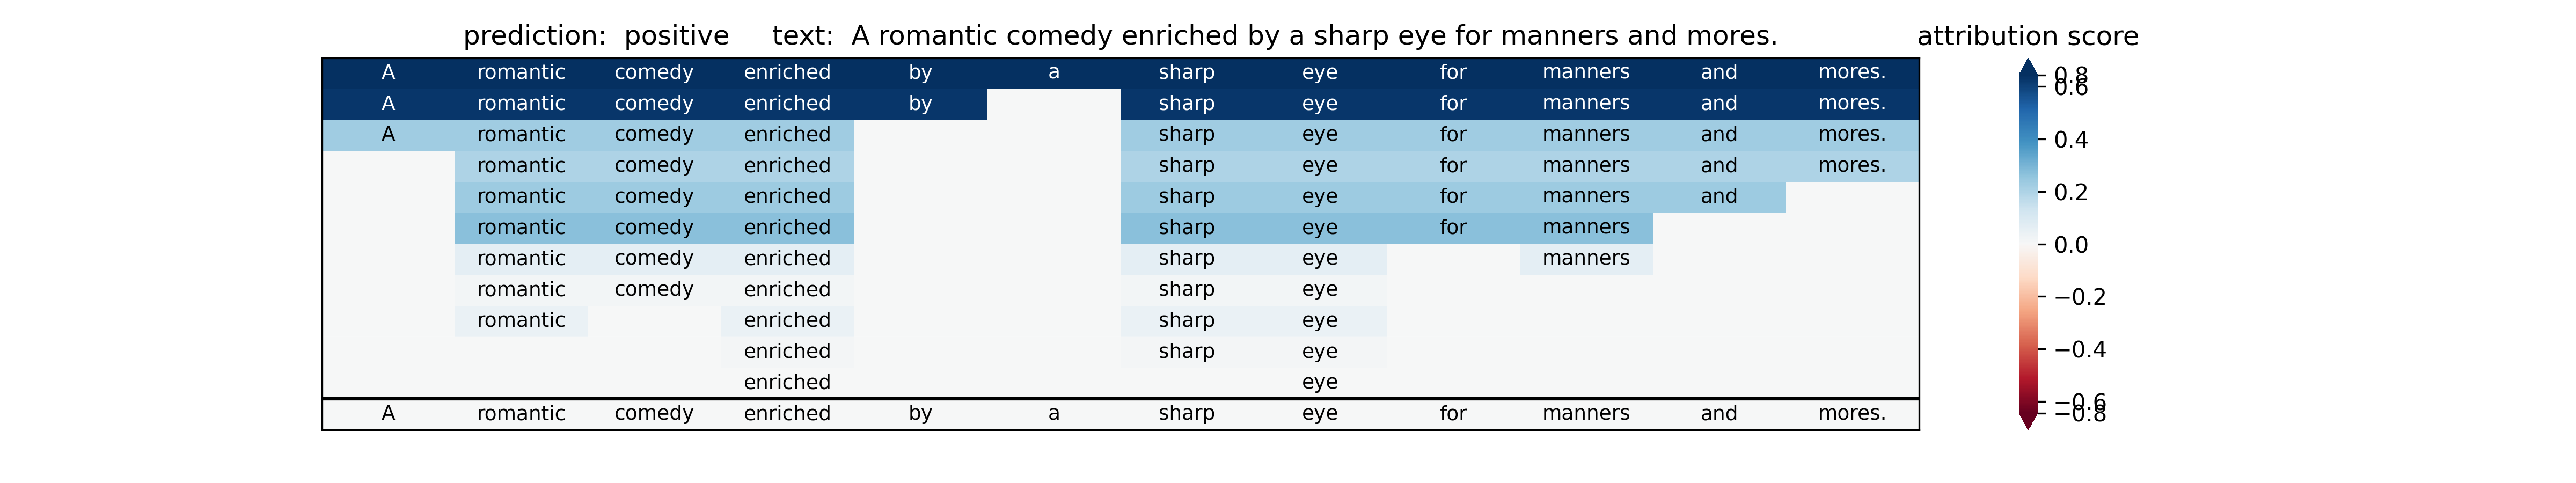 prediction: positive text: A romantic comedy enriched by a sharp eye for manners and mores. attribution score
A romantic comedy enriched by a sharp eye for manners and mores.
A romantic comedy enriched by sharp eye for manners and mores.
A romantic comedy enriched sharp eye for manners and mores.
romantic comedy enriched sharp eye for manners and mores.
romantic comedy enriched sharp eye for manners and
romantic comedy enriched sharp eye for manners
romantic comedy enriched sharp eye manners
romantic comedy enriched sharp eye
romantic enriched sharp eye
enriched sharp eye
enriched eye
A romantic comedy enriched by a sharp eye for manners and mores.
0.8
0.6
0.4
0.2
0.0
−0.2
−0.4
−0.6
−0.8